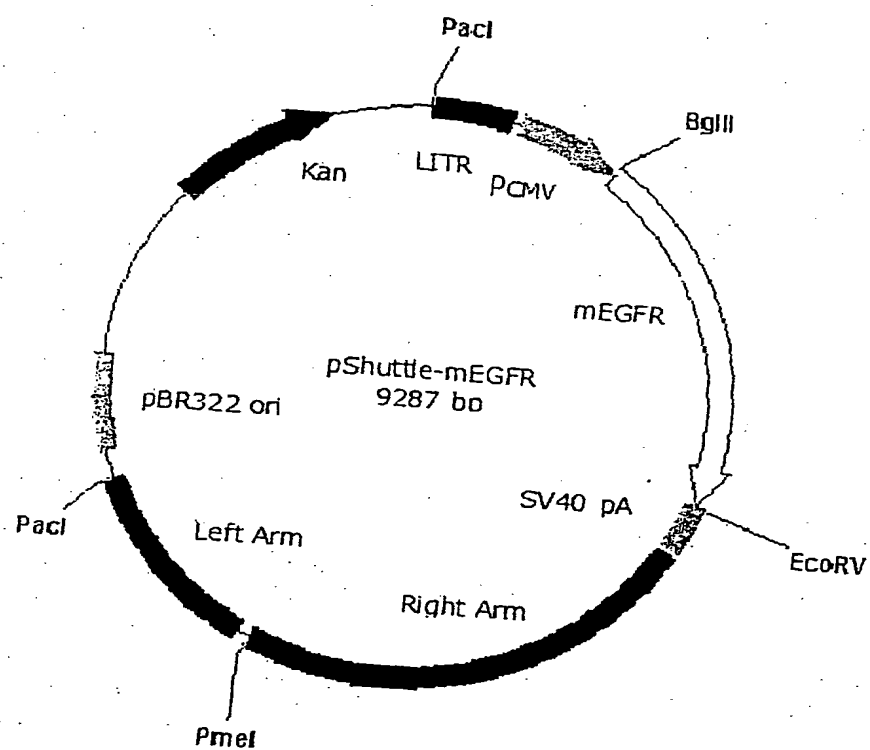 PacI
BglII
Kan
LITR
PCMV
mEGFR
pShuttle-mEGFR
9287 bp
pBR322 ori
SV40 pA
PacI
Left Arm
EcoRV
Right Arm
PmeI